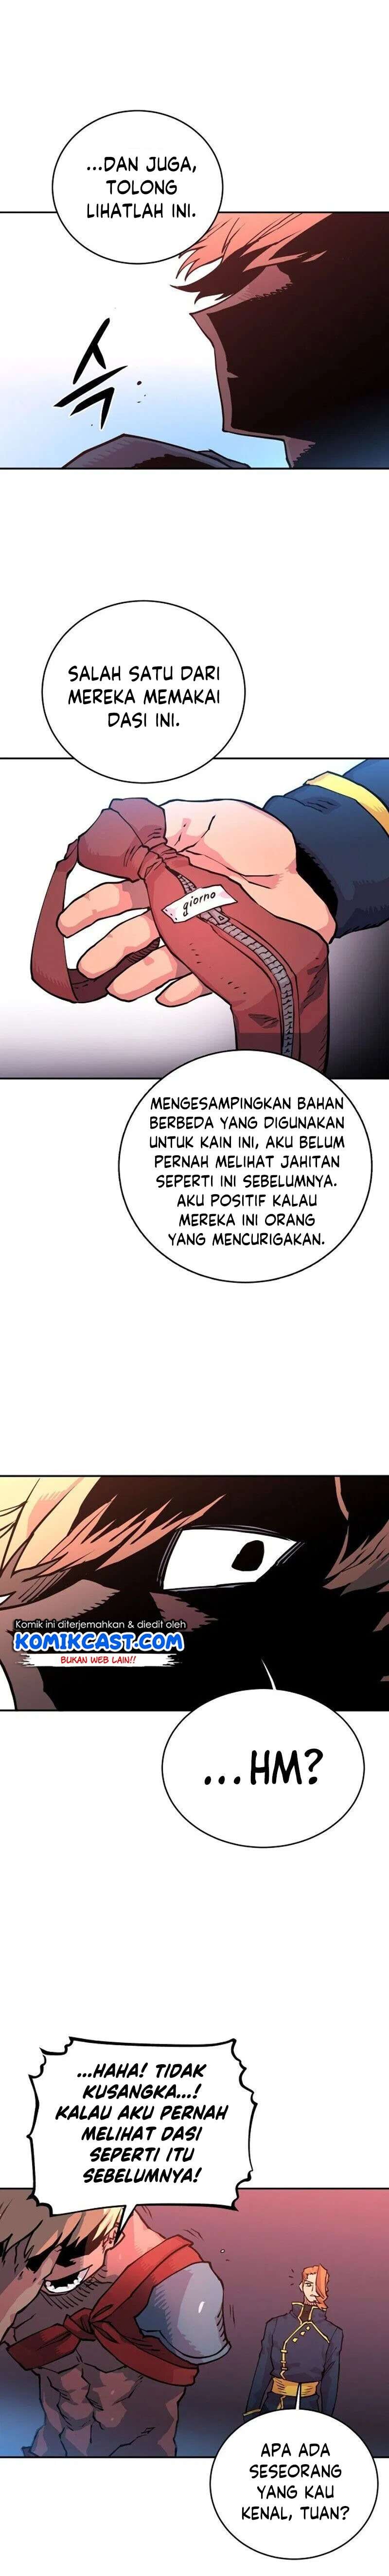 ...DAN JUGA,
TOLONG
LIHATLAH INI.
SALAH SATU DARI
MEREKA MEMAKAI
DASI INI.
giorno
MENGESAMPINGKAN BAHAN
BERBEDA YANG DIGUNAKAN
UNTUK KAIN INI, AKU BELUM
PERNAH MELIHAT JAHITAN
SEPERTI INI SEBELUMNYA.
AKU POSITIF KALAU
MEREKA INI ORANG
YANG MENCURIGAKAN.
Komik ini diterjemahkan & diedit oleh
KOMIKCAST.COM
BUKAN WEB LAIN!!
...HM?
...HAHA! TIDAK
KUSANGKA...!
KALAU AKU PERNAH
MELIHAT DASI
SEPERTI ITU
SEBELUMNYA!
APA ADA
SESEORANG
YANG KAU
KENAL, TUAN?